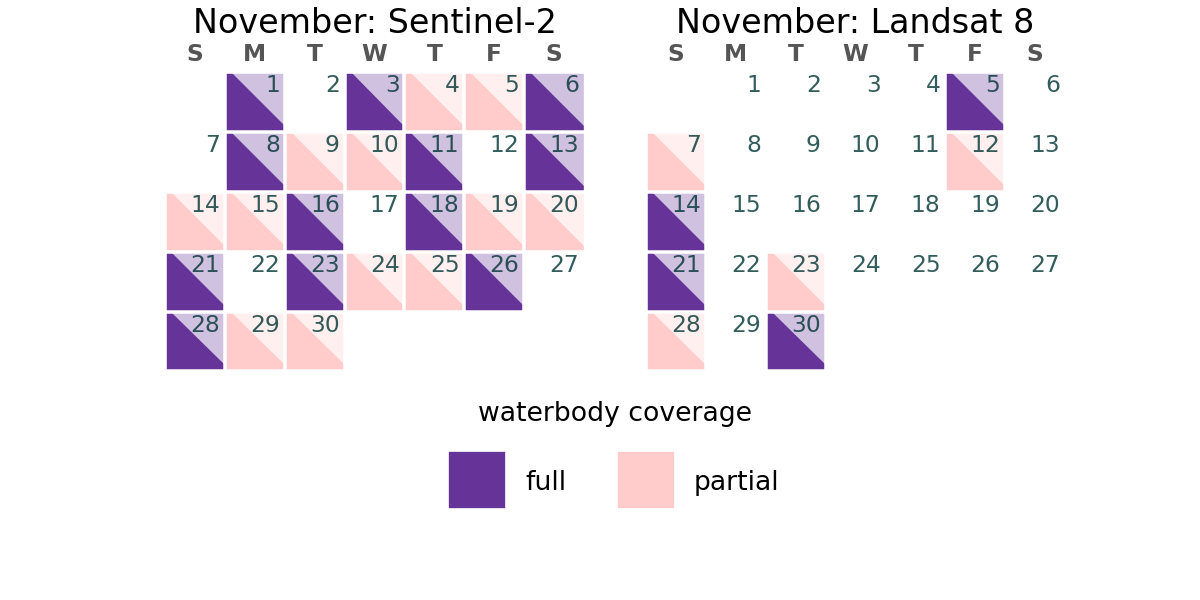 November: Sentinel-2
S M T W T F S
1 2 3 4 5 6
7 8 9 10 11 12 13
14 15 16 17 18 19 20
21 22 23 24 25 26 27
28 29 30
November: Landsat 8
S M T W T F S
1 2 3 4 5 6
7 8 9 10 11 12 13
14 15 16 17 18 19 20
21 22 23 24 25 26 27
28 29 30
waterbody coverage
full partial